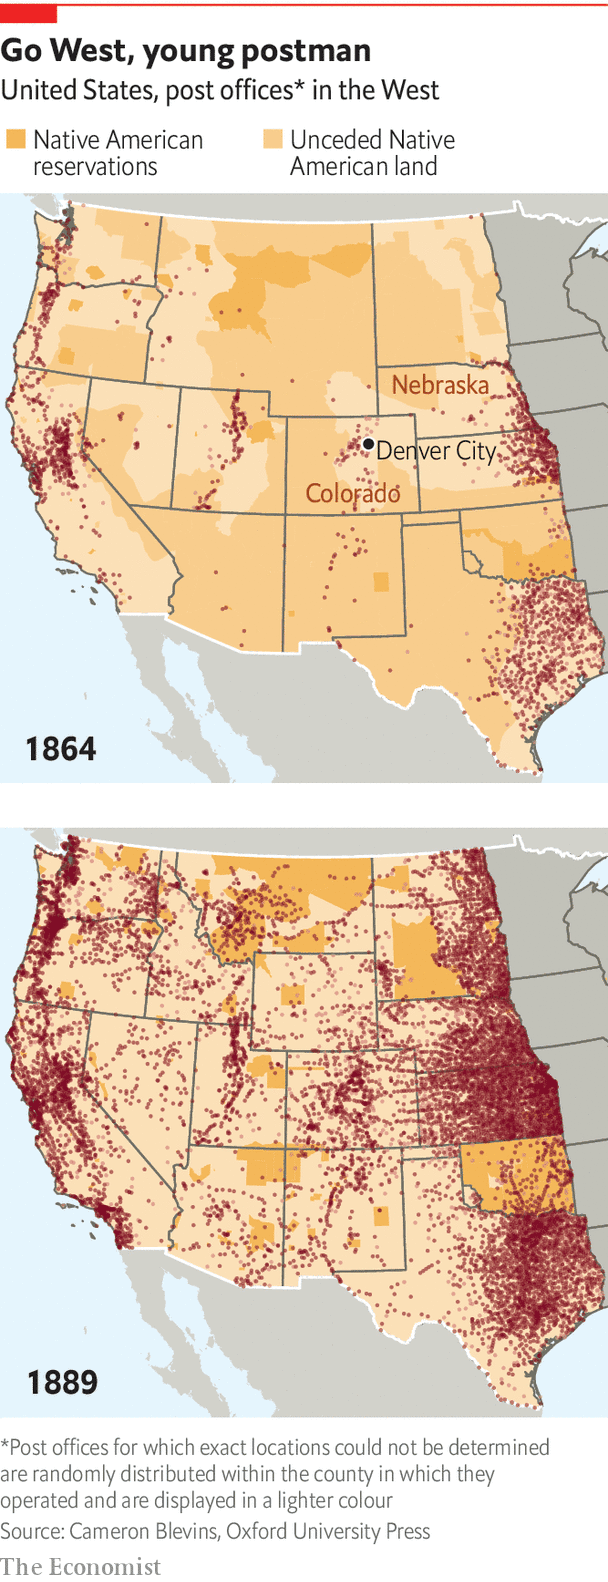 Go West, young postman
United States, post offices* in the West
Native American
reservations
Unceded Native
American land
Nebraska
Denver City
Colorado
1864
1889
*Post offices for which exact locations could not be determined
are randomly distributed within the county in which they
operated and are displayed in a lighter colour
Source: Cameron Blevins, Oxford University Press
The Economist